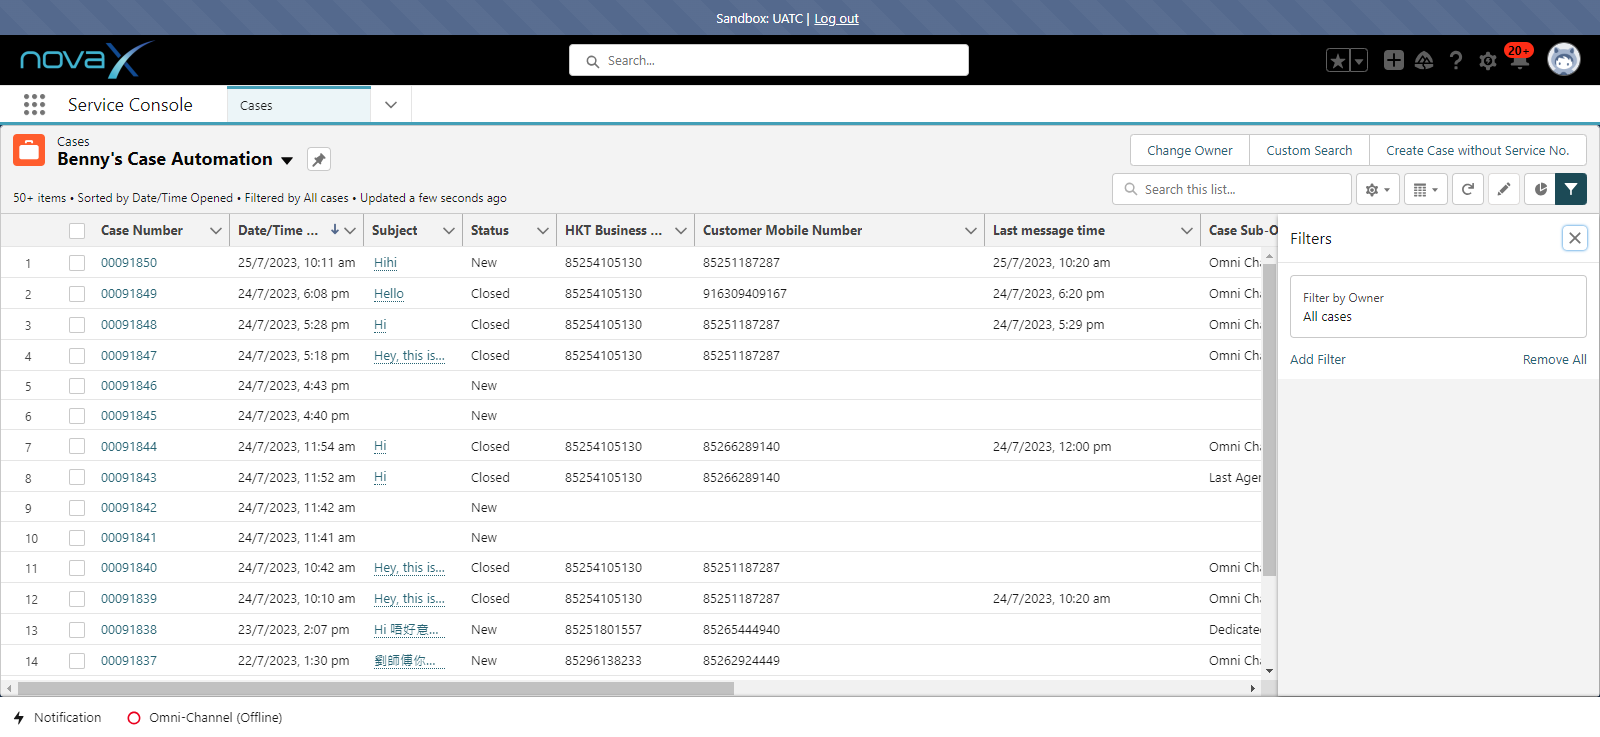 Sandbox: UATC | Log out
novax
Search...
20+
Service Console
Cases
Cases
Benny's Case Automation
Change Owner
Custom Search
Create Case without Service No.
50+ items • Sorted by Date/Time Opened • Filtered by All cases • Updated a few seconds ago
Search this list...
Case Number Date/Time ... Subject Status HKT Business ... Customer Mobile Number Last message time Case Sub-O
1 00091850 25/7/2023, 10:11 am Hihi New 85254105130 85251187287 25/7/2023, 10:20 am Omni Cha
2 00091849 24/7/2023, 6:08 pm Hello Closed 85254105130 916309409167 24/7/2023, 6:20 pm Omni Cha
3 00091848 24/7/2023, 5:28 pm Hi Closed 85254105130 85251187287 24/7/2023, 5:29 pm Omni Cha
4 00091847 24/7/2023, 5:18 pm Hey, this is... Closed 85254105130 85251187287 Omni Cha
5 00091846 24/7/2023, 4:43 pm New
6 00091845 24/7/2023, 4:40 pm New
7 00091844 24/7/2023, 11:54 am Hi Closed 85254105130 85266289140 24/7/2023, 12:00 pm Omni Cha
8 00091843 24/7/2023, 11:52 am Hi Closed 85254105130 85266289140 Last Agen
9 00091842 24/7/2023, 11:42 am New
10 00091841 24/7/2023, 11:41 am New
11 00091840 24/7/2023, 10:42 am Hey, this is... Closed 85254105130 85251187287 Omni Cha
12 00091839 24/7/2023, 10:10 am Hey, this is... Closed 85254105130 85251187287 24/7/2023, 10:20 am Omni Cha
13 00091838 23/7/2023, 2:07 pm Hi 唔好意... New 85251801557 85265444940 Dedicated
14 00091837 22/7/2023, 1:30 pm 劉師傅你... New 85296138233 85262924449 Omni Cha
Filters
Filter by Owner
All cases
Add Filter
Remove All
Notification
Omni-Channel (Offline)